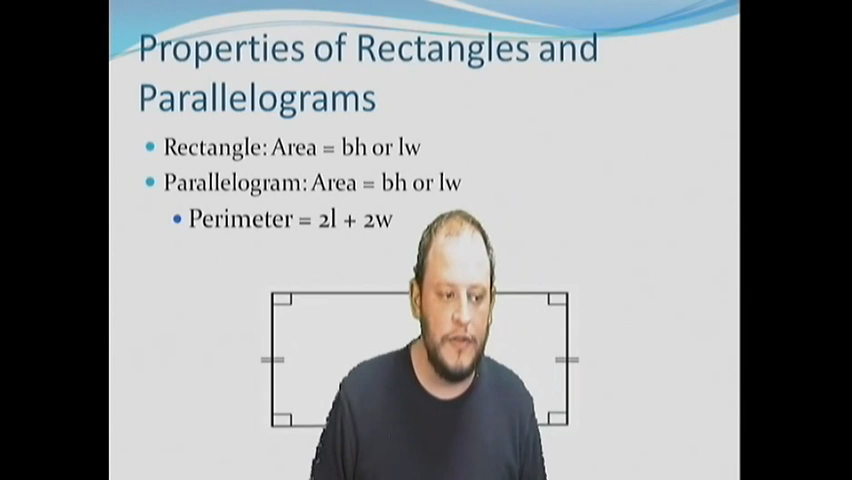 Properties of Rectangles and
Parallelograms
Rectangle: Area = bh or lw
Parallelogram: Area = bh or lw
Perimeter = 2l + 2w